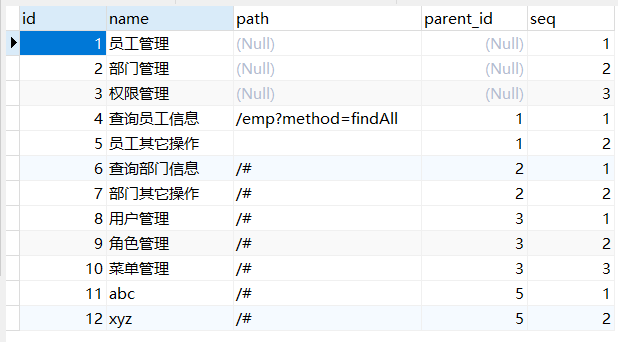 id name path parent_id seq
1 员工管理 (Null) (Null) 1
2 部门管理 (Null) (Null) 2
3 权限管理 (Null) (Null) 3
4 查询员工信息 /emp?method=findAll 1 1
5 员工其它操作 1 2
6 查询部门信息 /# 2 1
7 部门其它操作 /# 2 2
8 用户管理 /# 3 1
9 角色管理 /# 3 2
10 菜单管理 /# 3 3
11 abc /# 5 1
12 xyz /# 5 2